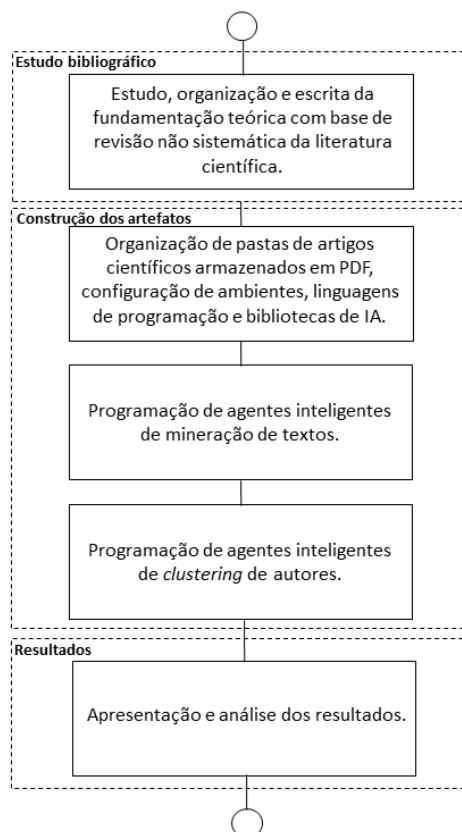 Estudo bibliográfico
Estudo, organização e escrita da
fundamentação teórica com base de
revisão não sistemática da literatura
científica.
Construção dos artefatos
Organização de pastas de artigos
científicos armazenados em PDF,
configuração de ambientes, linguagens
de programação e bibliotecas de IA.
Programação de agentes inteligentes
de mineração de textos.
Programação de agentes inteligentes
de clustering de autores.
Resultados
Apresentação e análise dos resultados.